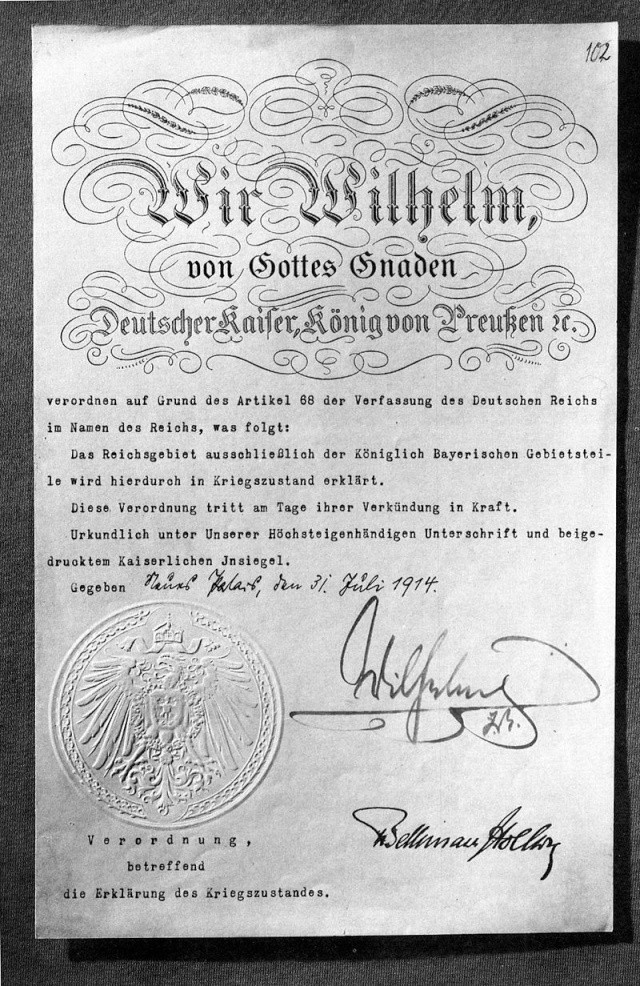 102
Wir Wilhelm,
von Gottes Gnaden
Deutscher Kaiser, König von Preußen ꝛc.
verordnen auf Grund des Artikel 68 der Verfassung des Deutschen Reichs
im Namen des Reichs, was folgt:
Das Reichsgebiet ausschließlich der Königlich Bayerischen Gebietstei-
le wird hierdurch in Kriegszustand erklärt.
Diese Verordnung tritt am Tage ihrer Verkündung in Kraft.
Urkundlich unter Unserer Höchsteigenhändigen Unterschrift und beige-
drucktem Kaiserlichen Jnsiegel.
Gegeben Neues Palais, den 31. Juli 1914.
Wilhelm
I.R.
v Bethmann Hollweg
Verordnung,
betreffend
die Erklärung des Kriegszustandes.